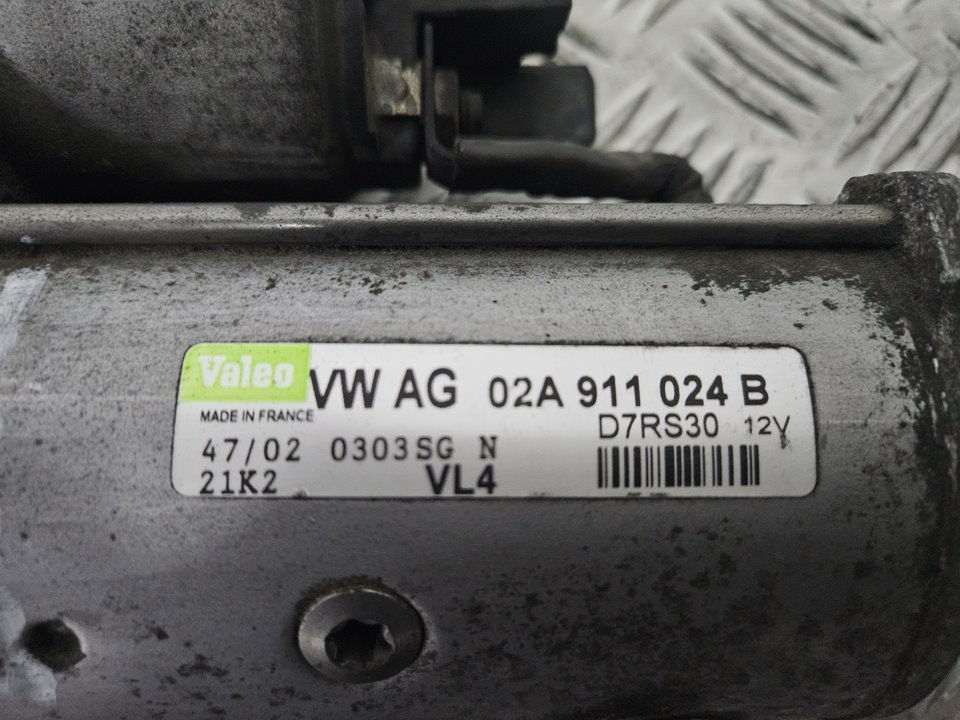 Valeo VW AG 02A 911 024 B
MADE IN FRANCE D7RS30 12V
47/02 0303SG N
21K2 VL4